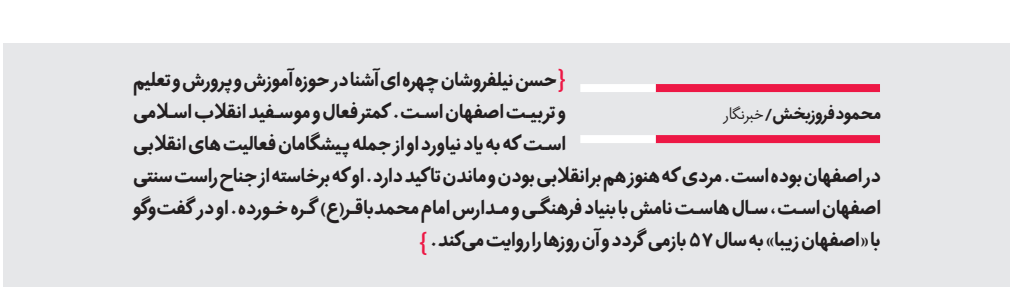 محمود فروزبخش/ خبرنگار
{ حسن نیلفروشان چهره ای آشنا در حوزه آموزش و پرورش و تعلیم
و تربیت اصفهان است. کمتر فعال و موسفید انقلاب اسلامی
است که به یاد نیاورد او از جمله پیشگامان فعالیت های انقلابی
در اصفهان بوده است. مردی که هنوز هم بر انقلابی بودن و ماندن تاکید دارد. او که برخاسته از جناح راست سنتی
اصفهان است، سال هاست نامش با بنیاد فرهنگی و مدارس امام محمد باقر(ع) گره خورده. او در گفت‌وگو
با «اصفهان زیبا» به سال ۵۷ بازمی گردد و آن روزها را روایت می‌کند. }